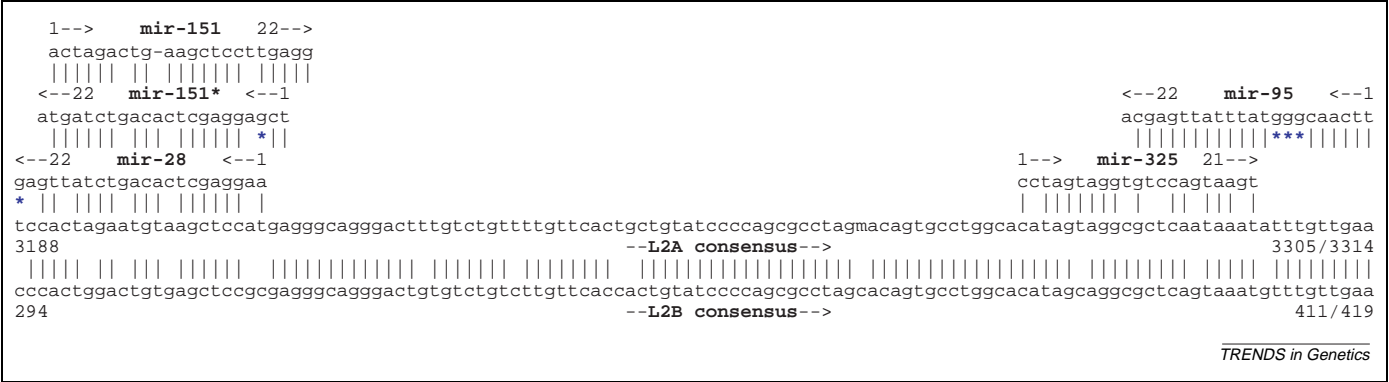 1--> mir-151 22-->
actagactg-aagctccttgagg
|||||| || ||||||| |||||
<--22 mir-151* <--1
atgatctgacactcgaggagct
|||||| ||| |||||| *||
<--22 mir-28 <--1
gagttatctgacactcgaggaa
* || |||| ||| |||||| |
<--22 mir-95 <--1
acgagttatttatgggcaactt
||||||||||||***||||||
1--> mir-325 21-->
cctagtaggtgtccagtaagt
| ||||||| | || ||| |
tccactagaatgtaagctccatgagggcagggactttgtctgttttgttcactgctgtatccccagcgcctagmacagtgcctggcacatagtaggcgctcaataaatatttgttgaa
3188 --L2A consensus--> 3305/3314
||||| || ||| |||||| ||||||||||||| ||||||| |||||||| |||||||||||||||||||| ||||||||||||||||||| ||||||||| ||||| |||||||||
cccactggactgtgagctccgcgagggcagggactgtgtctgtcttgttcaccactgtatccccagcgcctagcacagtgcctggcacatagcaggcgctcagtaaatgtttgttgaa
294 --L2B consensus--> 411/419
TRENDS in Genetics